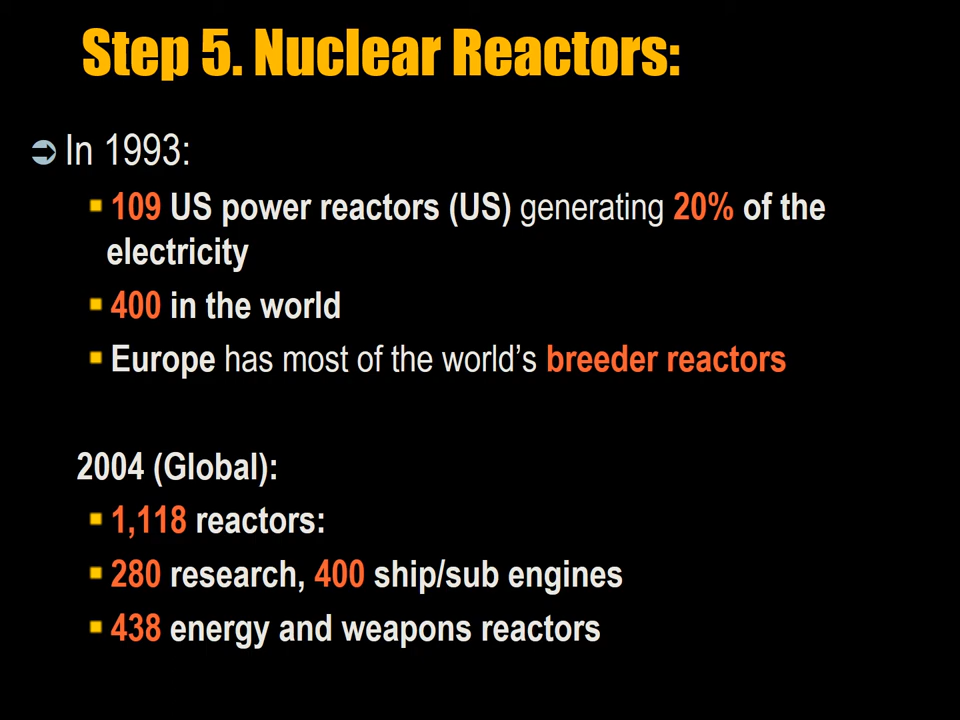 Step 5. Nuclear Reactors:
In 1993:
109 US power reactors (US) generating 20% of the
electricity
400 in the world
Europe has most of the world’s breeder reactors
2004 (Global):
1,118 reactors:
280 research, 400 ship/sub engines
438 energy and weapons reactors